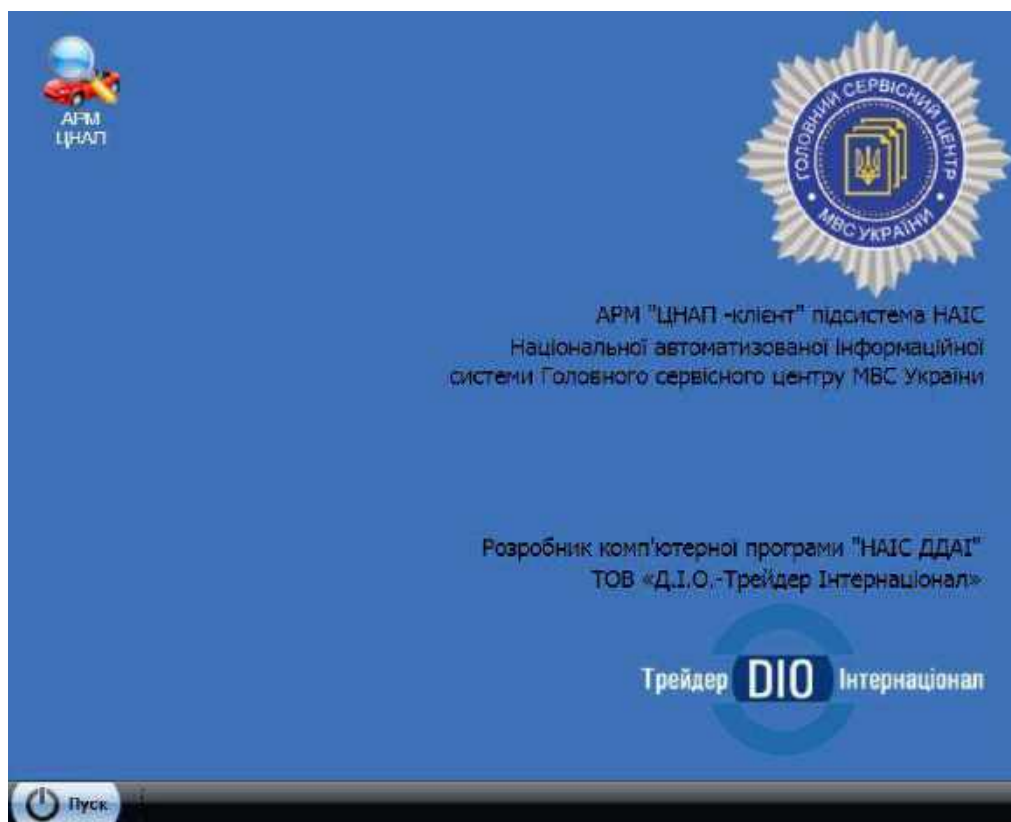 АРМ
ЦНАП
ГОЛОВНИЙ СЕРВІСНИЙ ЦЕНТР
МВС УКРАЇНИ
АРМ "ЦНАП -клієнт" підсистема НАІС
Національної автоматизованої інформаційної
системи Головного сервісного центру МВС України
Розробник комп'ютерної програми "НАІС ДДАІ"
ТОВ «Д.І.О.-Трейдер Інтернаціонал»
Трейдер DIO Інтернаціонал
Пуск